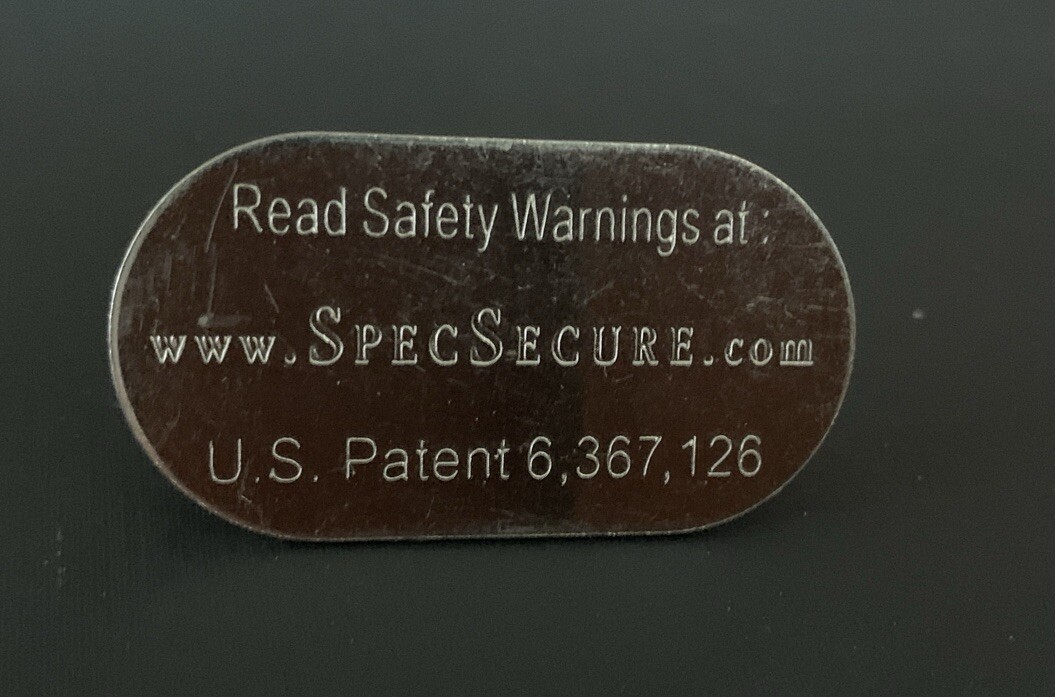 Read Safety Warnings at :
www.SPECSECURE.com
U.S. Patent 6,367,126